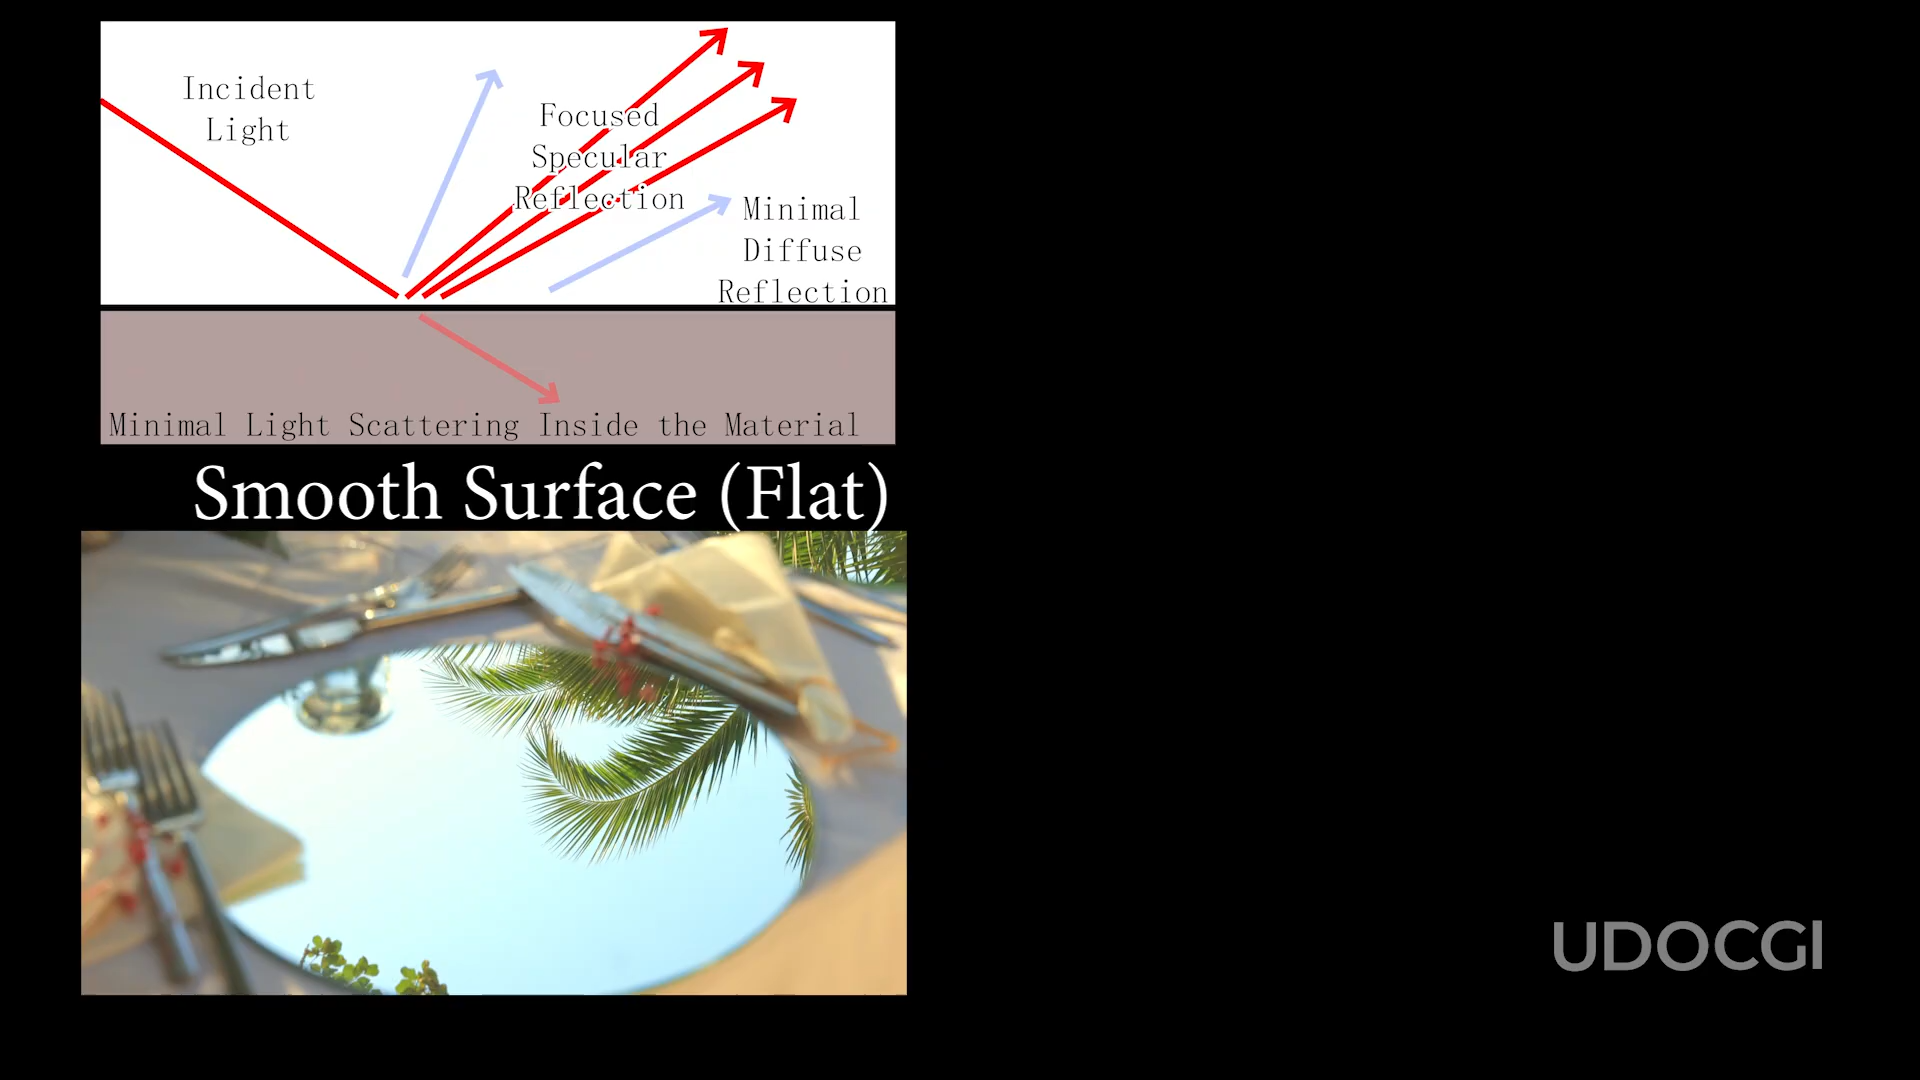 Incident
Light
Focused
Specular
Reflection
Minimal
Diffuse
Reflection
Minimal Light Scattering Inside the Material
Smooth Surface (Flat)
UDOCGI